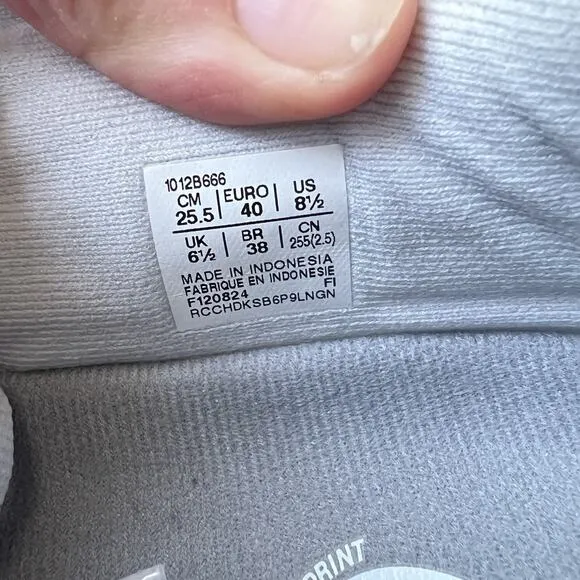 1012B666
CM 25.5 | EURO 40 | US 8½
UK 6½ | BR 38 | CN 255(2.5)
MADE IN INDONESIA
FABRIQUE EN INDONESIE
F120824 FI
RCCHDKSB6P9LNGN